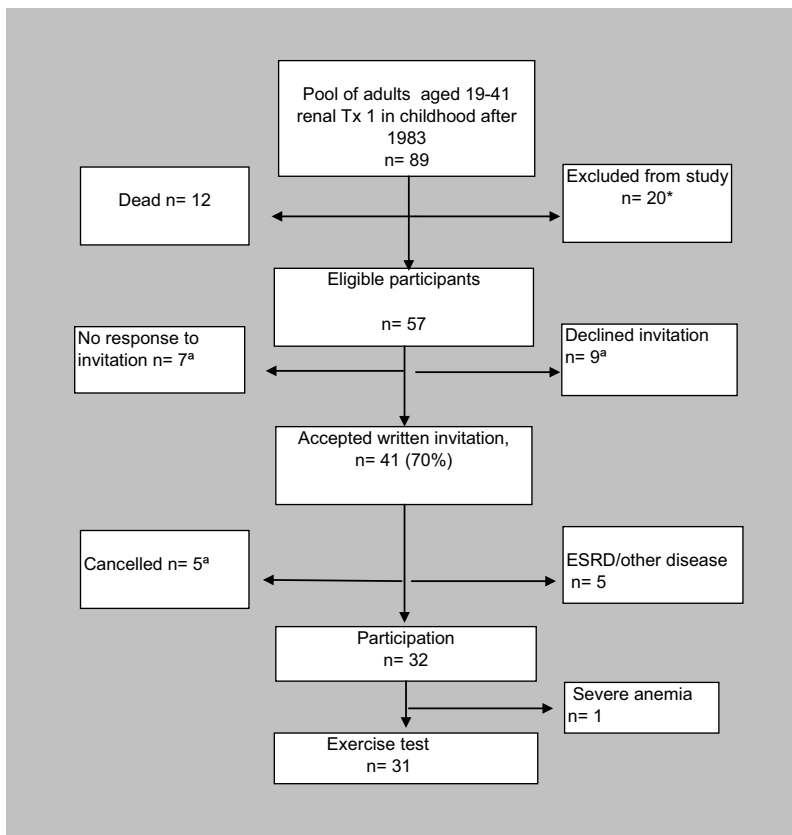 Pool of adults aged 19-41
renal Tx 1 in childhood after
1983
n= 89
Dead n= 12
Excluded from study
n= 20*
Eligible participants
n= 57
No response to
invitation n= 7ª
Declined invitation
n= 9ª
Accepted written invitation,
n= 41 (70%)
Cancelled n= 5ª
ESRD/other disease
n= 5
Participation
n= 32
Severe anemia
n= 1
Exercise test
n= 31